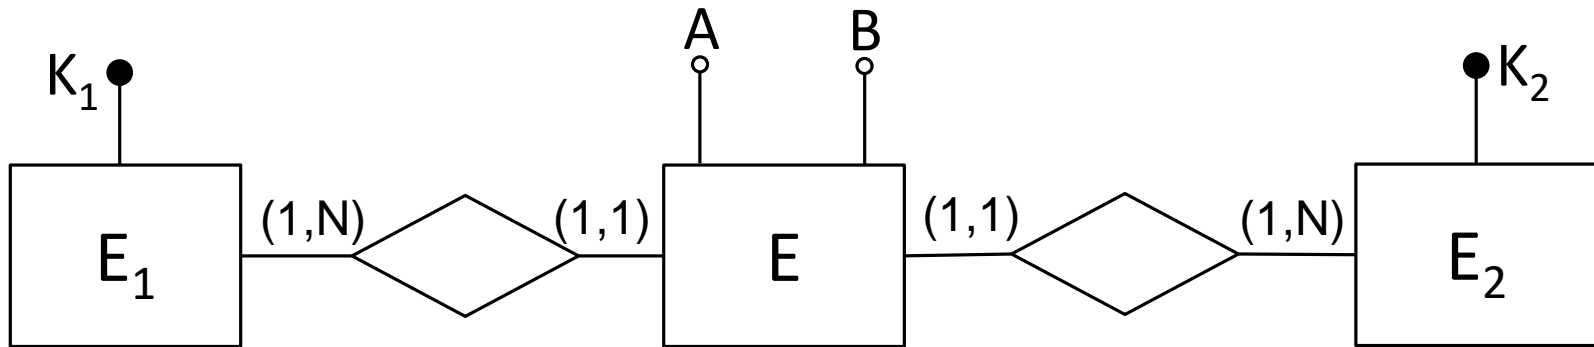 A B
K₁ K₂
(1,N) (1,1) (1,1) (1,N)
E₁ E E₂